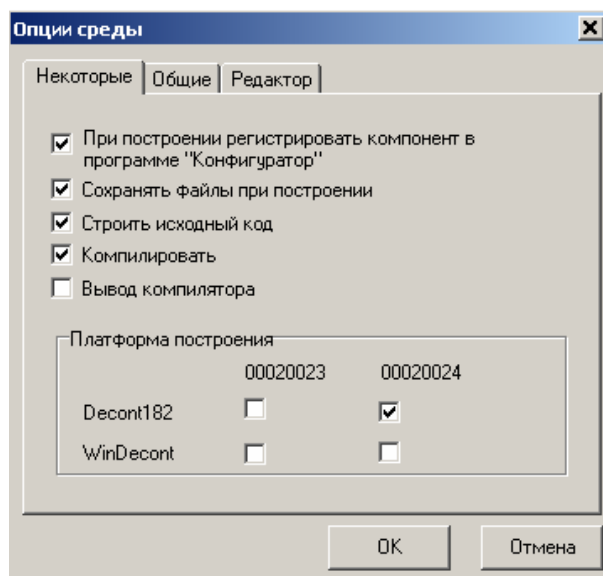 Опции среды
Некоторые Общие Редактор
При построении регистрировать компонент в
программе "Конфигуратор"
Сохранять файлы при построении
Строить исходный код
Компилировать
Вывод компилятора
Платформа построения
00020023 00020024
Decont182
WinDecont
OK Отмена